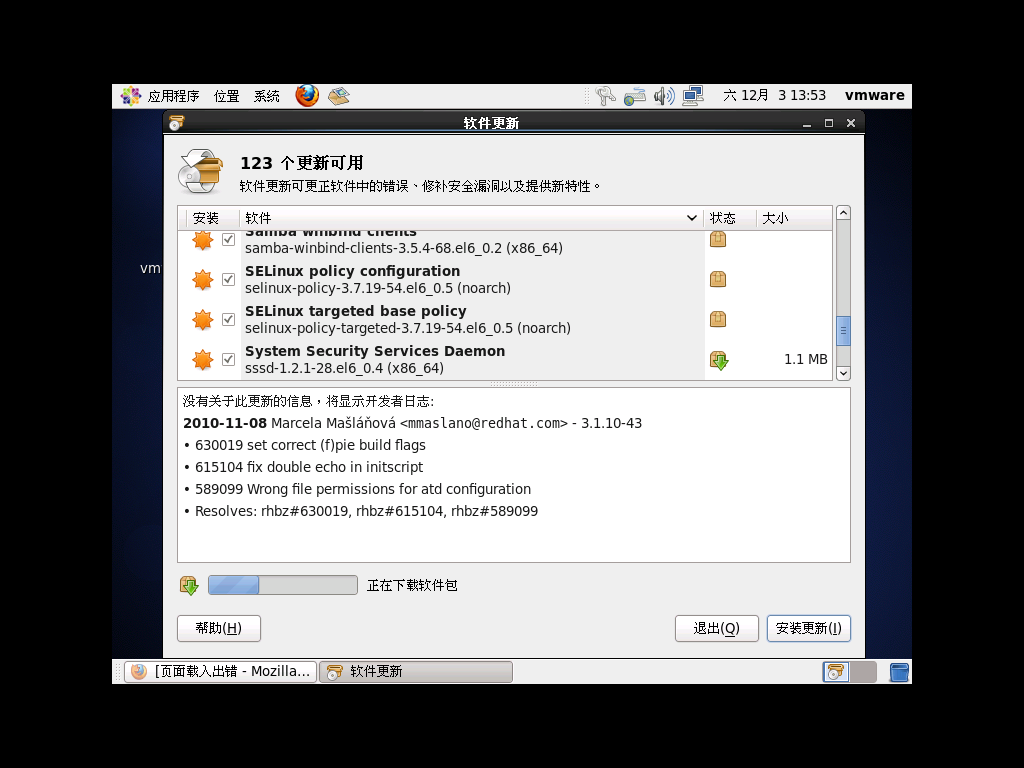 应用程序 位置 系统 六 12月 3 13:53 vmware
软件更新
123 个更新可用
软件更新可更正软件中的错误、修补安全漏洞以及提供新特性。
安装 软件 状态 大小
Samba winbind clients
samba-winbind-clients-3.5.4-68.el6_0.2 (x86_64)
vm
SELinux policy configuration
selinux-policy-3.7.19-54.el6_0.5 (noarch)
SELinux targeted base policy
selinux-policy-targeted-3.7.19-54.el6_0.5 (noarch)
System Security Services Daemon
sssd-1.2.1-28.el6_0.4 (x86_64) 1.1 MB
没有关于此更新的信息，将显示开发者日志:
2010-11-08 Marcela Mašláňová <mmaslano@redhat.com> - 3.1.10-43
• 630019 set correct (f)pie build flags
• 615104 fix double echo in initscript
• 589099 Wrong file permissions for atd configuration
• Resolves: rhbz#630019, rhbz#615104, rhbz#589099
正在下载软件包
帮助(H) 退出(Q) 安装更新(I)
[页面载入出错 - Mozilla... 软件更新